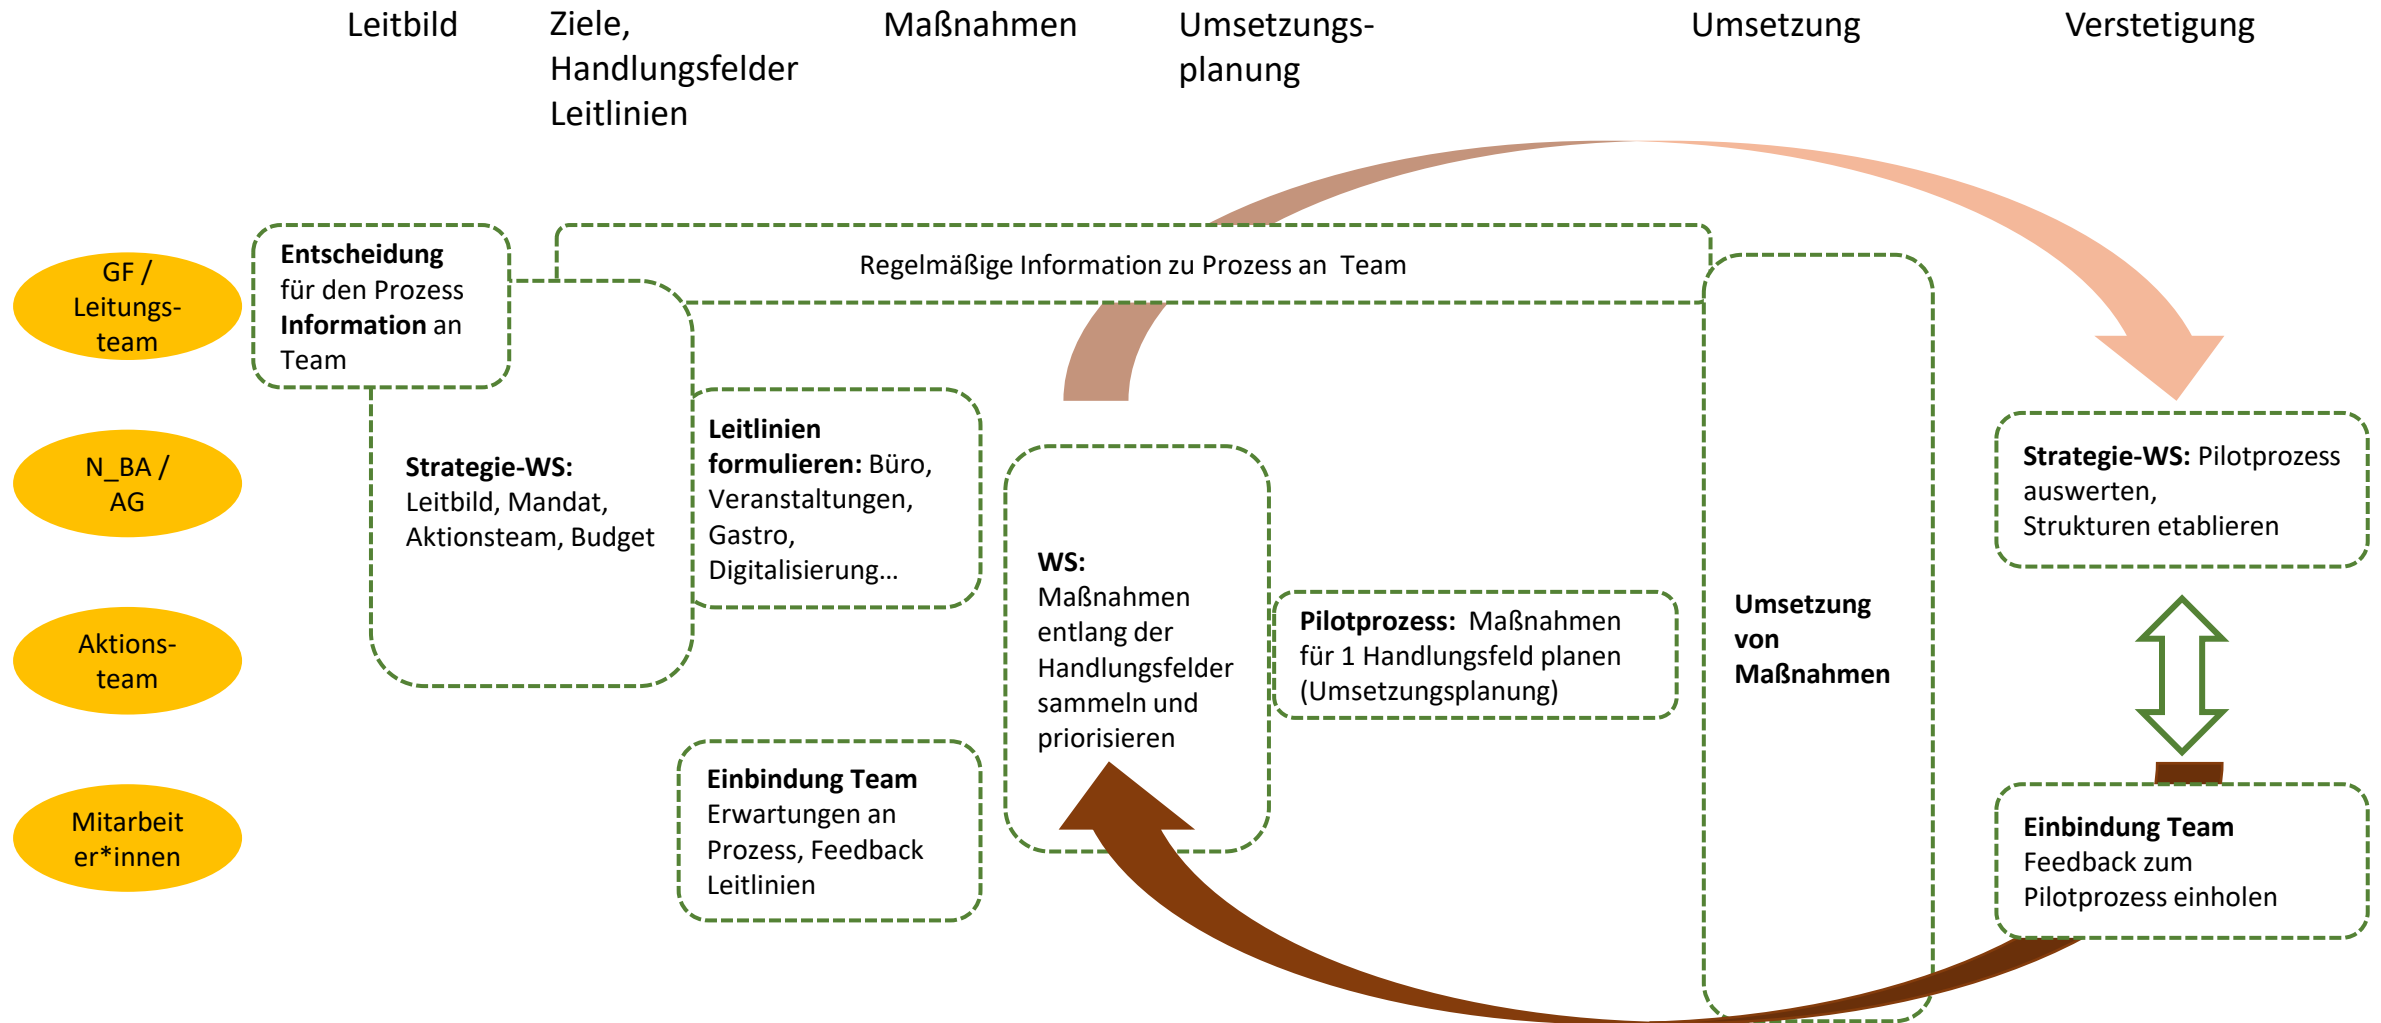 Leitbild
Ziele,
Handlungsfelder
Leitlinien
Maßnahmen
Umsetzungs-
planung
Umsetzung
Verstetigung
GF /
Leitungs-
team
Entscheidung
für den Prozess
Information an
Team
Regelmäßige Information zu Prozess an  Team
N_BA /
AG
Strategie-WS:
Leitbild, Mandat,
Aktionsteam, Budget
Leitlinien
formulieren: Büro,
Veranstaltungen,
Gastro,
Digitalisierung…
WS:
Maßnahmen
entlang der
Handlungsfelder
sammeln und
priorisieren
Pilotprozess:  Maßnahmen
für 1 Handlungsfeld planen
(Umsetzungsplanung)
Umsetzung
von
Maßnahmen
Strategie-WS: Pilotprozess
auswerten,
Strukturen etablieren
Aktions-
team
Mitarbeit
er*innen
Einbindung Team
Erwartungen an
Prozess, Feedback
Leitlinien
Einbindung Team
Feedback zum
Pilotprozess einholen